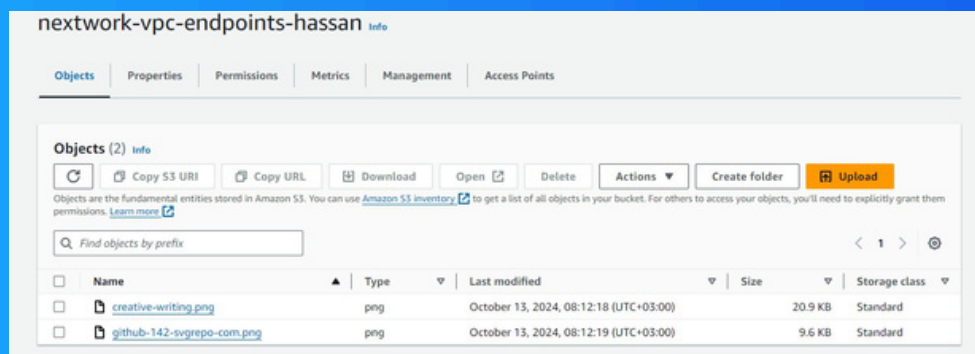 nextwork-vpc-endpoints-hassan Info
Objects Properties Permissions Metrics Management Access Points
Objects (2) Info
Copy S3 URI Copy URL Download Open Delete Actions Create folder Upload
Objects are the fundamental entities stored in Amazon S3. You can use Amazon S3 inventory to get a list of all objects in your bucket. For others to access your objects, you'll need to explicitly grant them
permissions. Learn more
Find objects by prefix 1
Name Type Last modified Size Storage class
creative-writing.png png October 13, 2024, 08:12:18 (UTC+03:00) 20.9 KB Standard
github-142-svgrepo-com.png png October 13, 2024, 08:12:19 (UTC+03:00) 9.6 KB Standard